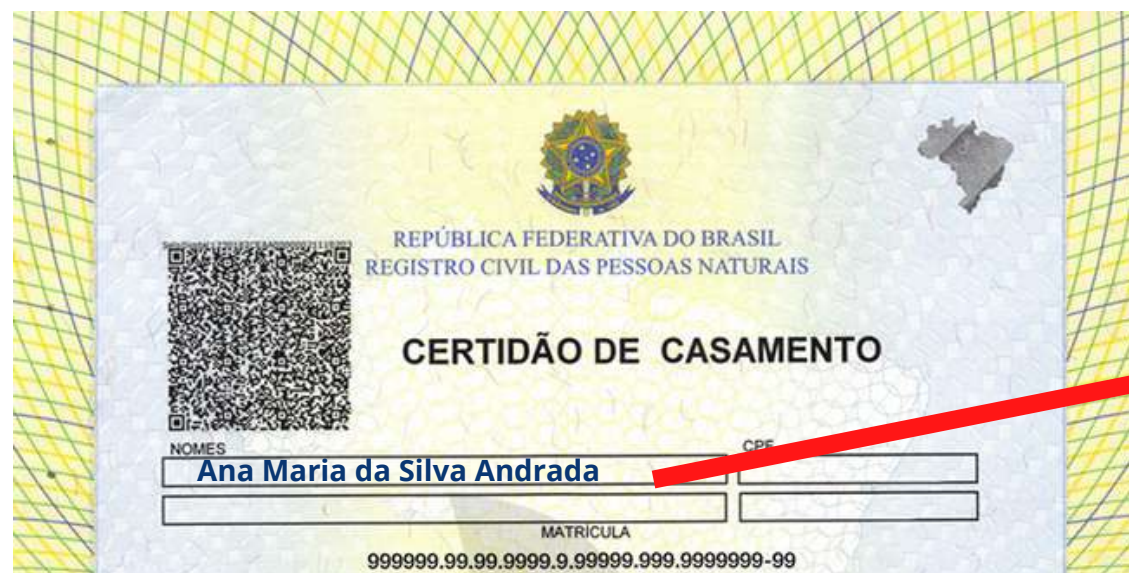 REPÚBLICA FEDERATIVA DO BRASIL
REGISTRO CIVIL DAS PESSOAS NATURAIS
CERTIDÃO DE CASAMENTO
NOMES
CPF
Ana Maria da Silva Andrada
MATRÍCULA
999999.99.99.9999.9.99999.999.9999999-99